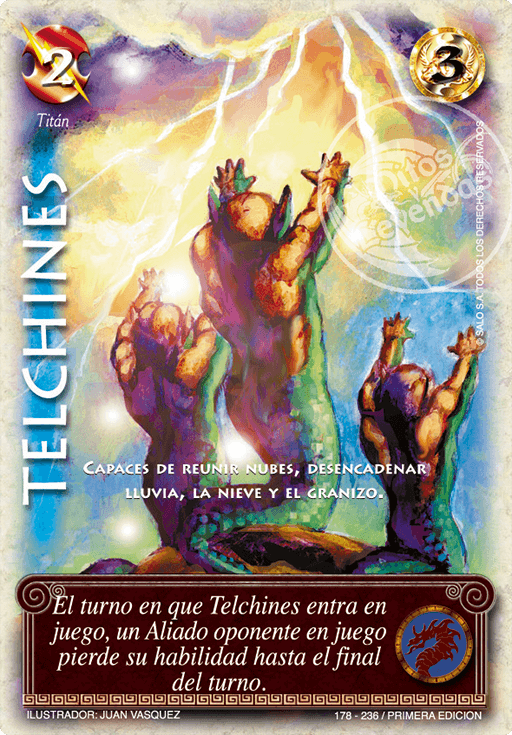 2
3
Titán
TELCHINES
Mitos
Leyendas
© SALO S.A. TODOS LOS DERECHOS RESERVADOS
CAPACES DE REUNIR NUBES, DESENCADENAR
LLUVIA, LA NIEVE Y EL GRANIZO.
El turno en que Telchines entra en
juego, un Aliado oponente en juego
pierde su habilidad hasta el final
del turno.
ILUSTRADOR: JUAN VASQUEZ
178 - 236 / PRIMERA EDICION